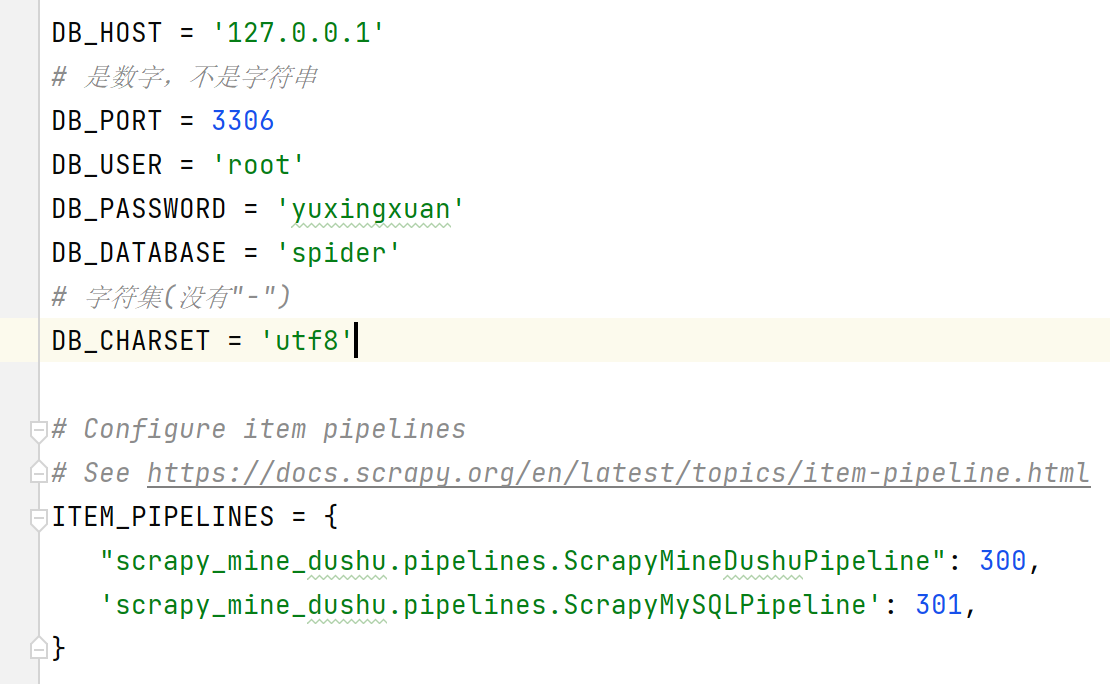 DB_HOST = '127.0.0.1'
# 是数字，不是字符串
DB_PORT = 3306
DB_USER = 'root'
DB_PASSWORD = 'yuxingxuan'
DB_DATABASE = 'spider'
# 字符集(没有"-")
DB_CHARSET = 'utf8'
# Configure item pipelines
# See https://docs.scrapy.org/en/latest/topics/item-pipeline.html
ITEM_PIPELINES = {
   "scrapy_mine_dushu.pipelines.ScrapyMineDushuPipeline": 300,
   'scrapy_mine_dushu.pipelines.ScrapyMySQLPipeline': 301,
}